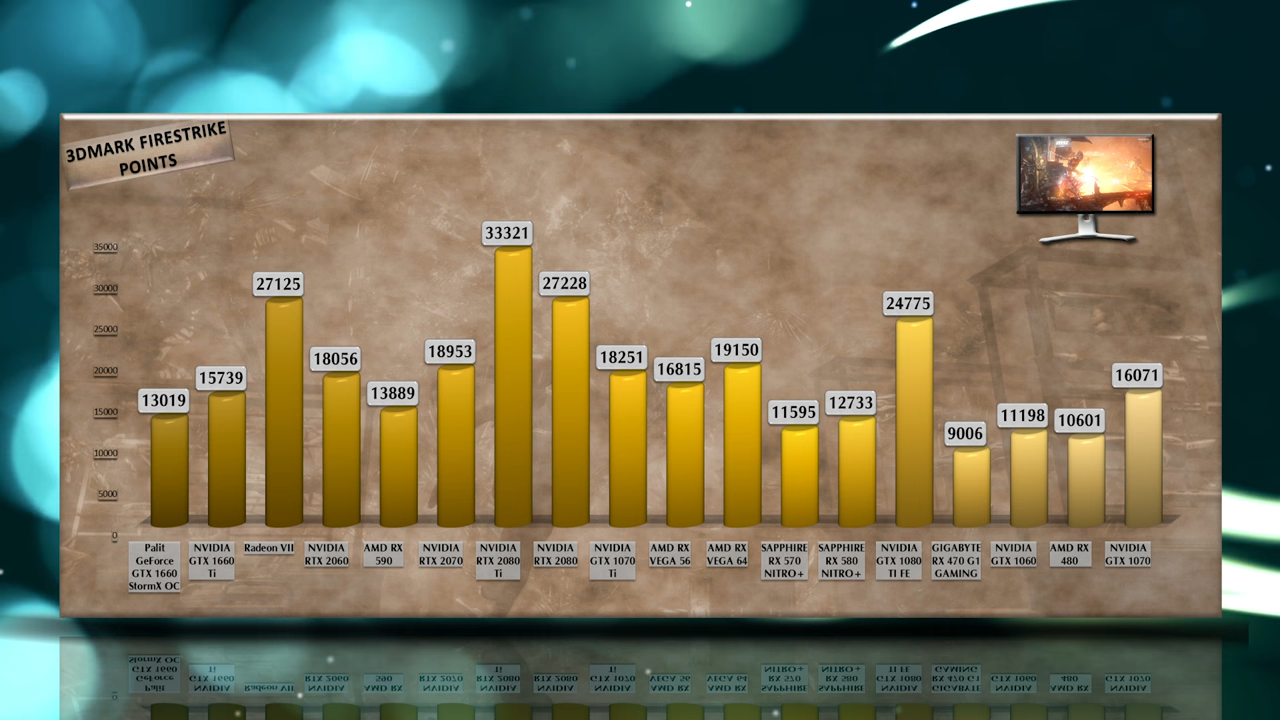 3DMARK FIRESTRIKE
POINTS
35000
30000
25000
20000
15000
10000
5000
0
13019
15739
27125
18056
13889
18953
33321
27228
18251
16815
19150
11595
12733
24775
9006
11198
10601
16071
Palit
GeForce
GTX 1660
StormX OC
NVIDIA
GTX 1660
Ti
Radeon VII
NVIDIA
RTX 2060
AMD RX
590
NVIDIA
RTX 2070
NVIDIA
RTX 2080
Ti
NVIDIA
RTX 2080
NVIDIA
GTX 1070
Ti
AMD RX
VEGA 56
AMD RX
VEGA 64
SAPPHIRE
RX 570
NITRO+
SAPPHIRE
RX 580
NITRO+
NVIDIA
GTX 1080
TI FE
GIGABYTE
RX 470 G1
GAMING
NVIDIA
GTX 1060
AMD RX
480
NVIDIA
GTX 1070